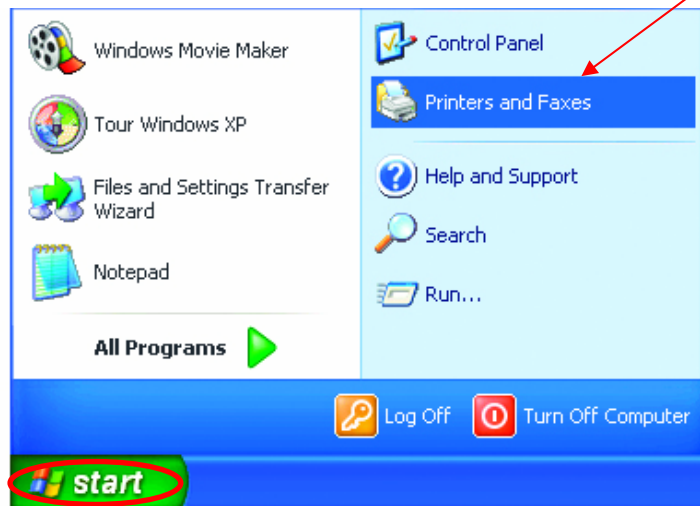 Windows Movie Maker
Tour Windows XP
Files and Settings Transfer
Wizard
Notepad
All Programs
Control Panel
Printers and Faxes
Help and Support
Search
Run...
Log Off
Turn Off Computer
start